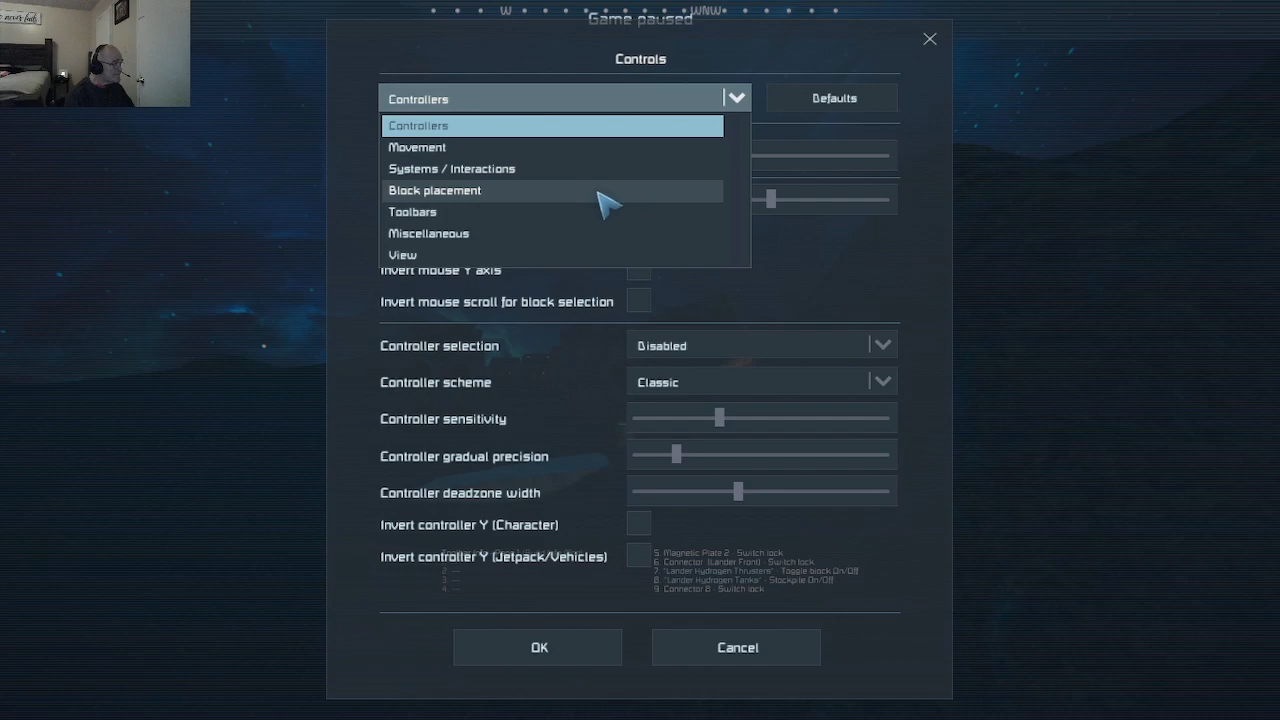 W WNW
Game paused
Controls
Controllers
Defaults
Controllers
Movement
Systems / Interactions
Block placement
Toolbars
Miscellaneous
View
Invert mouse Y axis
Invert mouse scroll for block selection
Controller selection
Disabled
Controller scheme
Classic
Controller sensitivity
Controller gradual precision
Controller deadzone width
Invert controller Y (Character)
Invert controller Y (Jetpack/Vehicles)
2. ---
3. ---
4. ---
5. Magnetic Plate 2 - Switch lock
6. Connector (Lander Front) - Switch lock
7. "Lander Hydrogen Thrusters" - Toggle block On/Off
8. "Lander Hydrogen Tanks" - Stockpile On/Off
9. Connector 8 - Switch lock
OK
Cancel